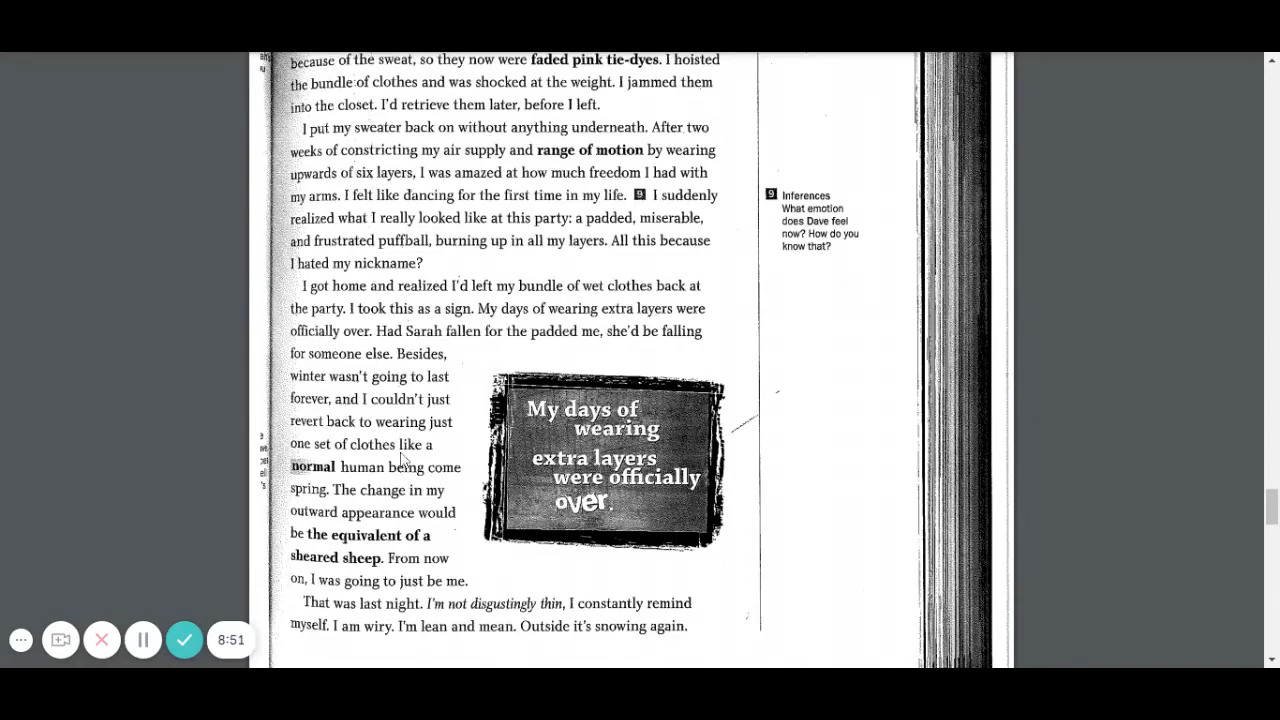 because of the sweat, so they now were faded pink tie-dyes. I hoisted
the bundle of clothes and was shocked at the weight. I jammed them
into the closet. I'd retrieve them later, before I left.
I put my sweater back on without anything underneath. After two
weeks of constricting my air supply and range of motion by wearing
upwards of six layers, I was amazed at how much freedom I had with
my arms. I felt like dancing for the first time in my life. 9 I suddenly
realized what I really looked like at this party: a padded, miserable,
and frustrated puffball, burning up in all my layers. All this because
I hated my nickname?
I got home and realized I'd left my bundle of wet clothes back at
the party. I took this as a sign. My days of wearing extra layers were
officially over. Had Sarah fallen for the padded me, she'd be falling
for someone else. Besides,
winter wasn't going to last
forever, and I couldn't just
revert back to wearing just
one set of clothes like a
normal human being come
spring. The change in my
outward appearance would
be the equivalent of a
sheared sheep. From now
on, I was going to just be me.
That was last night. I'm not disgustingly thin, I constantly remind
myself. I am wiry. I'm lean and mean. Outside it's snowing again.
My days of
wearing
extra layers
were officially
over.
9 Inferences
What emotion
does Dave feel
now? How do you
know that?
8:51